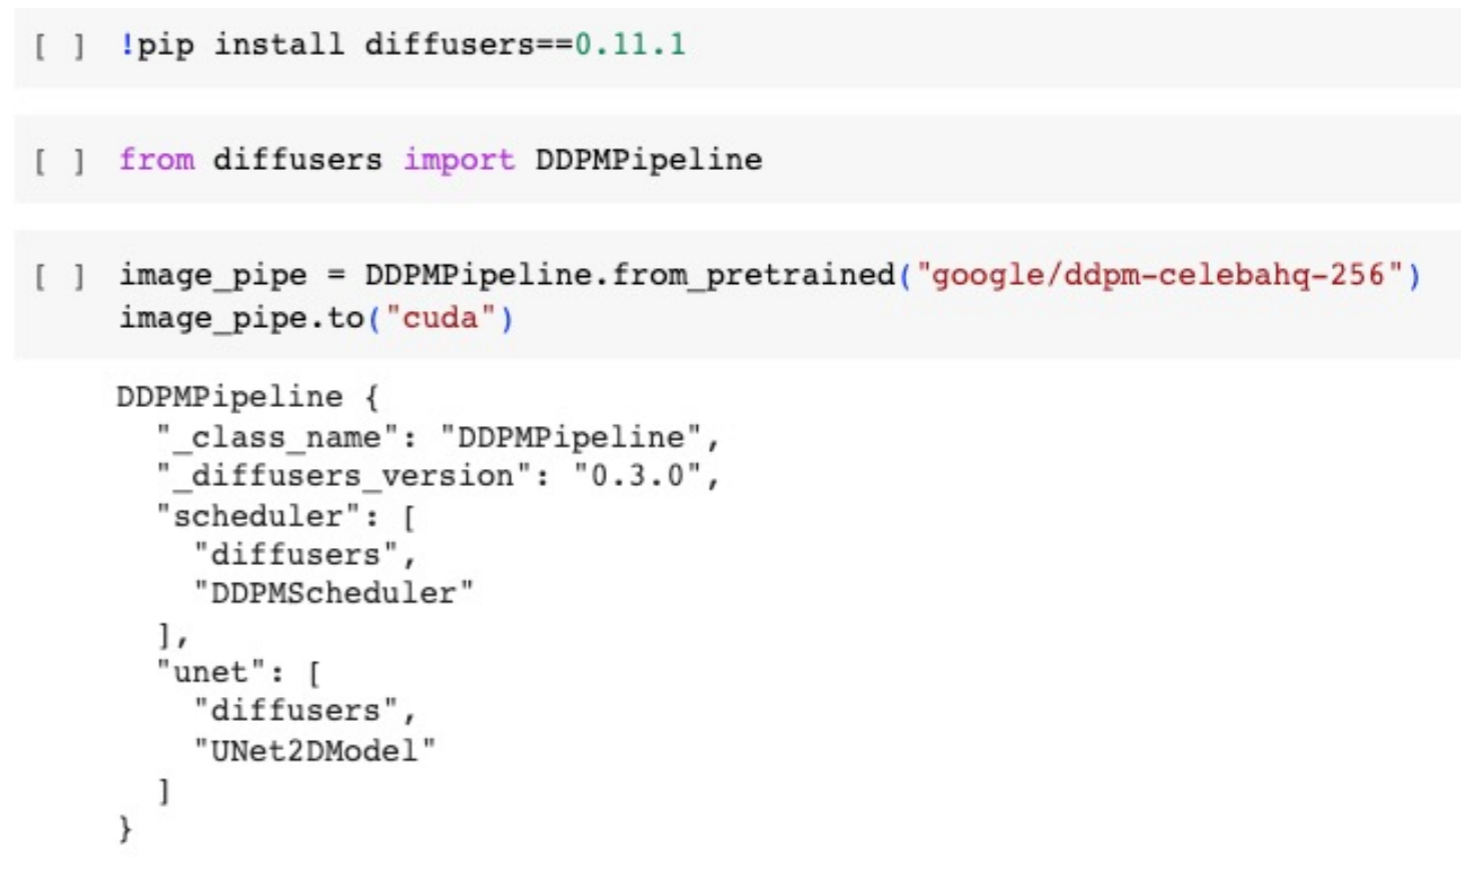 [ ] !pip install diffusers==0.11.1
[ ] from diffusers import DDPMPipeline
[ ] image_pipe = DDPMPipeline.from_pretrained("google/ddpm-celebahq-256")
image_pipe.to("cuda")
DDPMPipeline {
  "_class_name": "DDPMPipeline",
  "_diffusers_version": "0.3.0",
  "scheduler": [
    "diffusers",
    "DDPMScheduler"
  ],
  "unet": [
    "diffusers",
    "UNet2DModel"
  ]
}